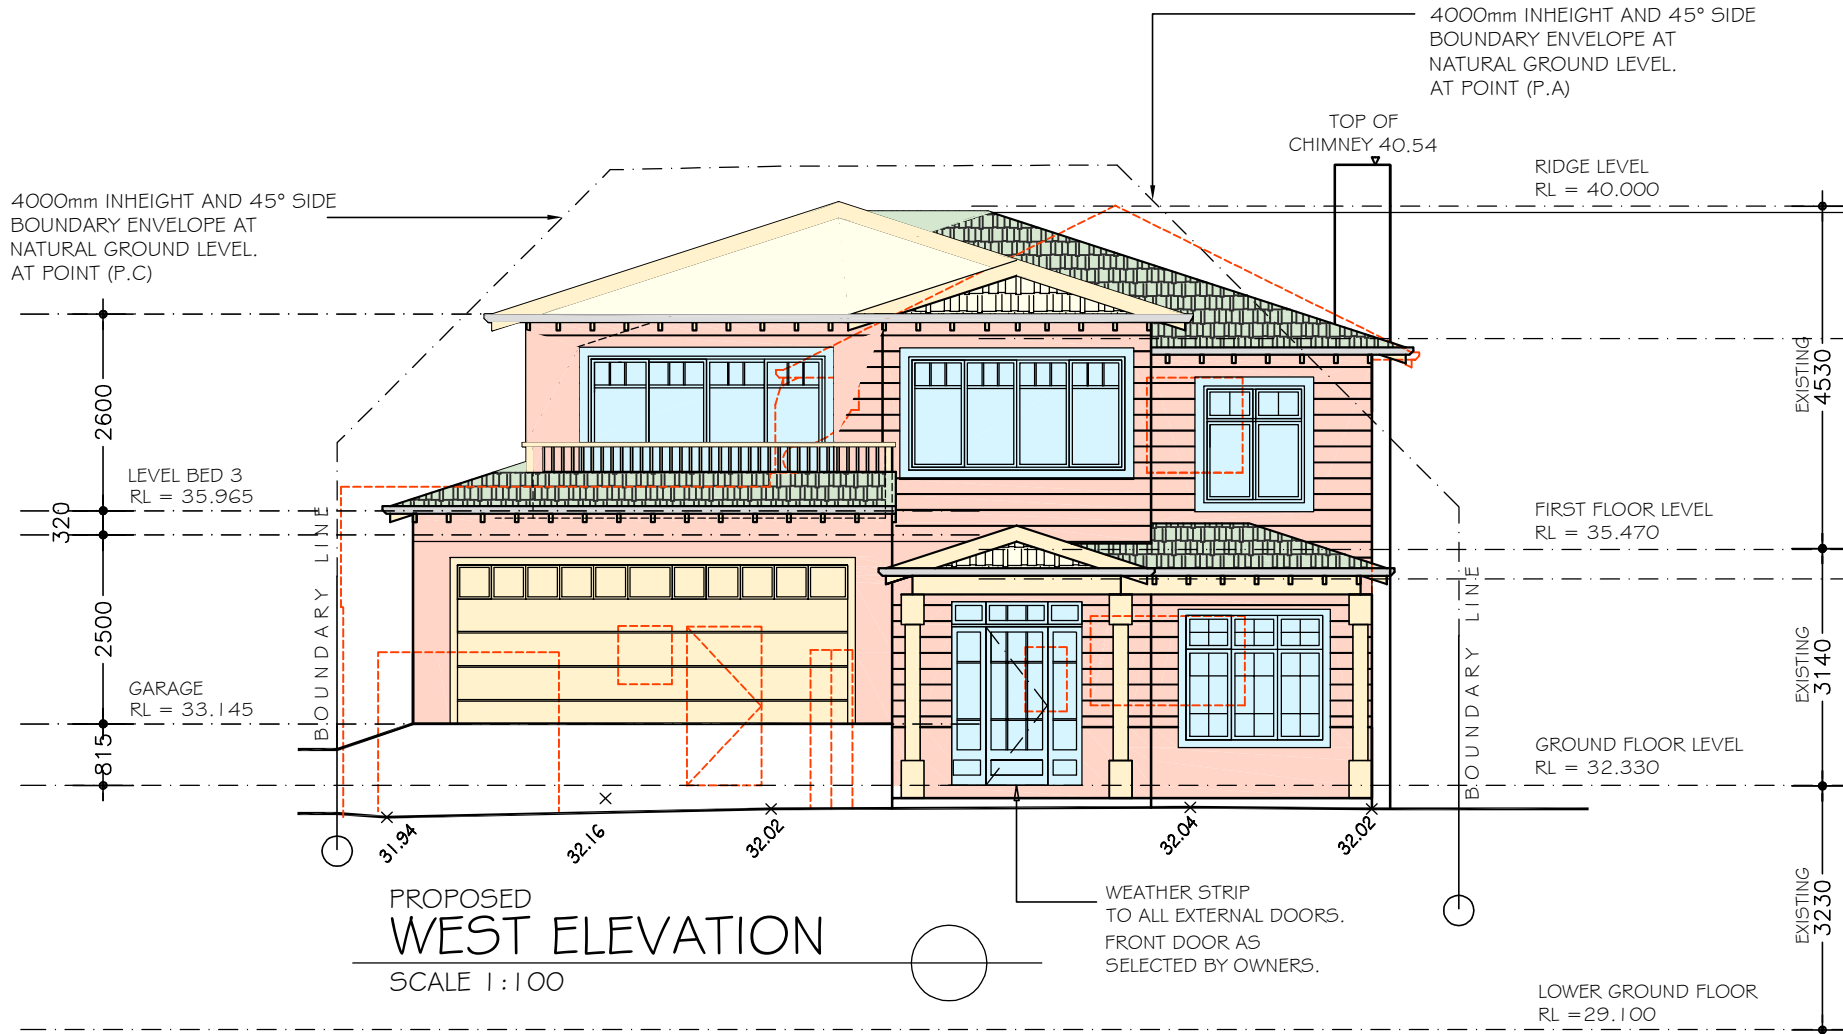 4000mm INHEIGHT AND 45° SIDE
BOUNDARY ENVELOPE AT
NATURAL GROUND LEVEL.
AT POINT (P.A)
TOP OF
CHIMNEY 40.54
RIDGE LEVEL
RL = 40.000
4000mm INHEIGHT AND 45° SIDE
BOUNDARY ENVELOPE AT
NATURAL GROUND LEVEL.
AT POINT (P.C)
2600
EXISTING
4530
LEVEL BED 3
RL = 35.965
320
FIRST FLOOR LEVEL
RL = 35.470
BOUNDARY LINE
BOUNDARY LINE
2500
EXISTING
3140
GARAGE
RL = 33.145
815
GROUND FLOOR LEVEL
RL = 32.330
31.94
32.16
32.02
32.04
32.02
PROPOSED
WEST ELEVATION
SCALE 1:100
WEATHER STRIP
TO ALL EXTERNAL DOORS.
FRONT DOOR AS
SELECTED BY OWNERS.
EXISTING
3230
LOWER GROUND FLOOR
RL =29.100